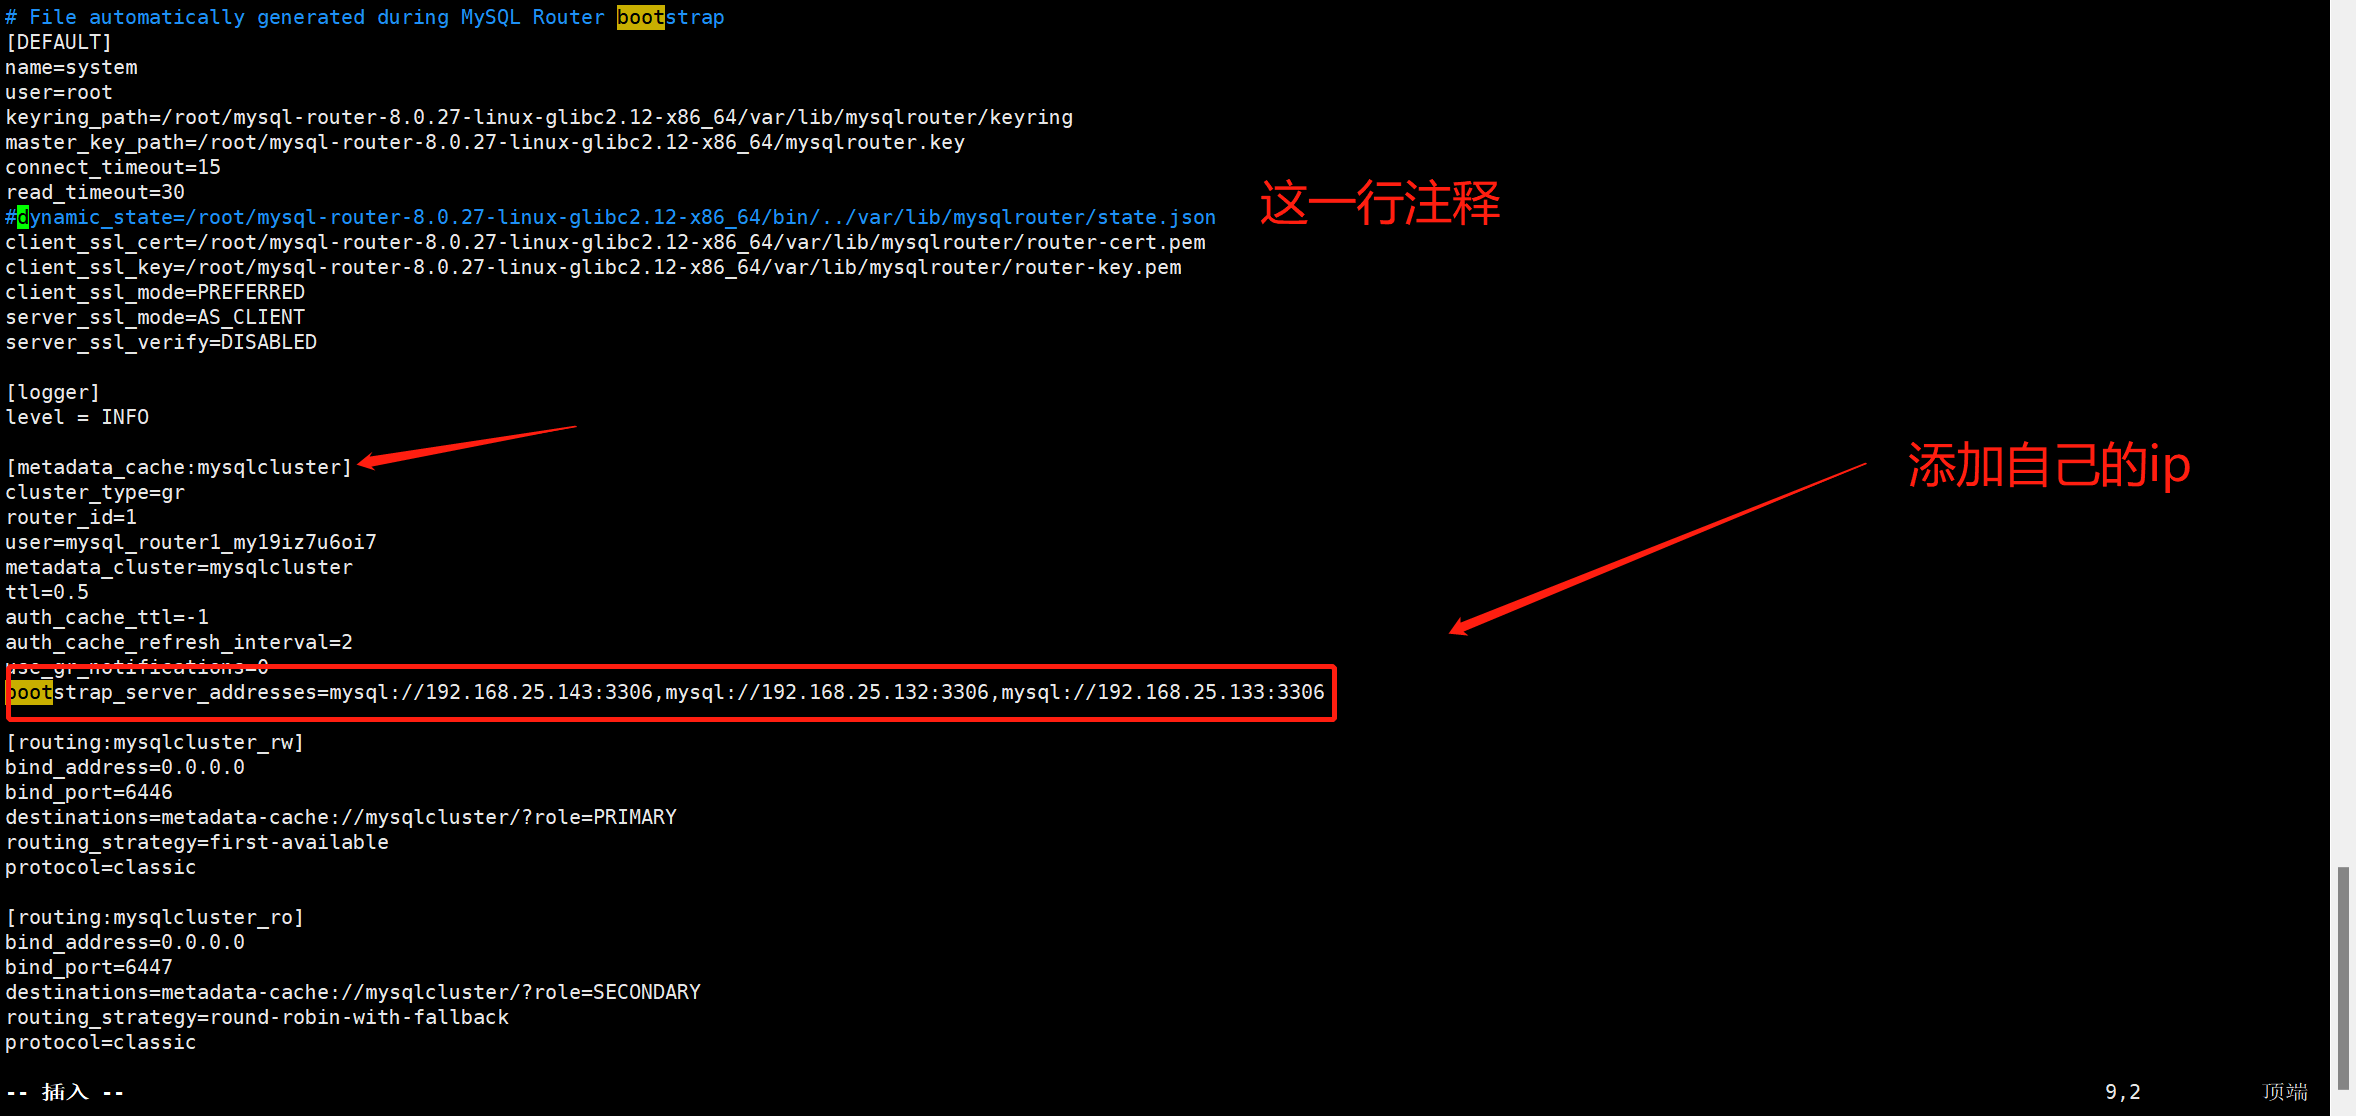 # File automatically generated during MySQL Router bootstrap
[DEFAULT]
name=system
user=root
keyring_path=/root/mysql-router-8.0.27-linux-glibc2.12-x86_64/var/lib/mysqlrouter/keyring
master_key_path=/root/mysql-router-8.0.27-linux-glibc2.12-x86_64/mysqlrouter.key
connect_timeout=15
read_timeout=30
#dynamic_state=/root/mysql-router-8.0.27-linux-glibc2.12-x86_64/bin/../var/lib/mysqlrouter/state.json
这一行注释
client_ssl_cert=/root/mysql-router-8.0.27-linux-glibc2.12-x86_64/var/lib/mysqlrouter/router-cert.pem
client_ssl_key=/root/mysql-router-8.0.27-linux-glibc2.12-x86_64/var/lib/mysqlrouter/router-key.pem
client_ssl_mode=PREFERRED
server_ssl_mode=AS_CLIENT
server_ssl_verify=DISABLED
[logger]
level = INFO
[metadata_cache:mysqlcluster]
添加自己的ip
cluster_type=gr
router_id=1
user=mysql_router1_my19iz7u6oi7
metadata_cluster=mysqlcluster
ttl=0.5
auth_cache_ttl=-1
auth_cache_refresh_interval=2
use_gr_notifications=0
bootstrap_server_addresses=mysql://192.168.25.143:3306,mysql://192.168.25.132:3306,mysql://192.168.25.133:3306
[routing:mysqlcluster_rw]
bind_address=0.0.0.0
bind_port=6446
destinations=metadata-cache://mysqlcluster/?role=PRIMARY
routing_strategy=first-available
protocol=classic
[routing:mysqlcluster_ro]
bind_address=0.0.0.0
bind_port=6447
destinations=metadata-cache://mysqlcluster/?role=SECONDARY
routing_strategy=round-robin-with-fallback
protocol=classic
-- 插入 -- 9,2 顶端